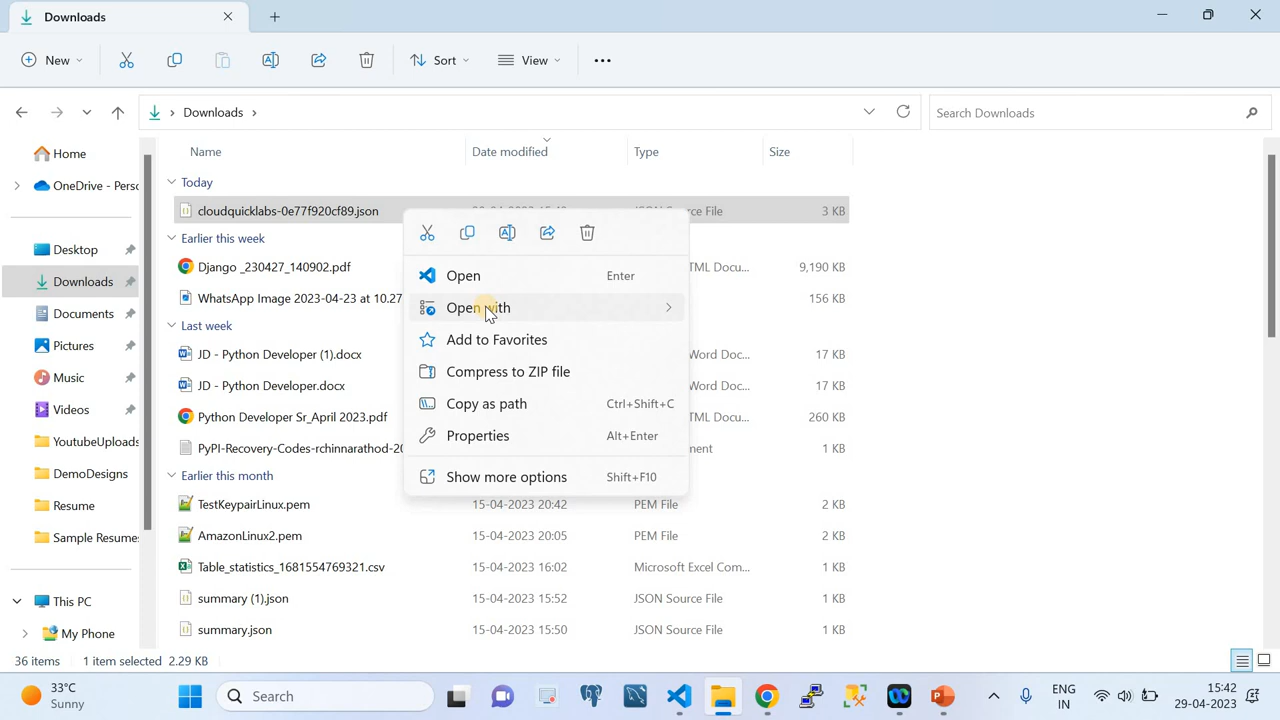 Downloads
New
Sort
View
Downloads
Search Downloads
Home
OneDrive - Perso
Desktop
Downloads
Documents
Pictures
Music
Videos
YoutubeUploads
DemoDesigns
Resume
Sample Resumes
This PC
My Phone
Name Date modified Type Size
Today
cloudquicklabs-0e77f920cf89.json 3 KB
Earlier this week
Django _230427_140902.pdf 9,190 KB
WhatsApp Image 2023-04-23 at 10.27 156 KB
Last week
JD - Python Developer (1).docx Word Doc... 17 KB
JD - Python Developer.docx Word Doc... 17 KB
Python Developer Sr_April 2023.pdf 260 KB
PyPI-Recovery-Codes-rchinnarathod-20 1 KB
Earlier this month
TestKeypairLinux.pem 15-04-2023 20:42 PEM File 2 KB
AmazonLinux2.pem 15-04-2023 20:05 PEM File 2 KB
Table_statistics_1681554769321.csv 15-04-2023 16:02 Microsoft Excel Com... 1 KB
summary (1).json 15-04-2023 15:52 JSON Source File 1 KB
summary.json 15-04-2023 15:50 JSON Source File 1 KB
Open Enter
Open with
Add to Favorites
Compress to ZIP file
Copy as path Ctrl+Shift+C
Properties Alt+Enter
Show more options Shift+F10
36 items 1 item selected 2.29 KB
33°C
Sunny
Search
ENG
IN
15:42
29-04-2023